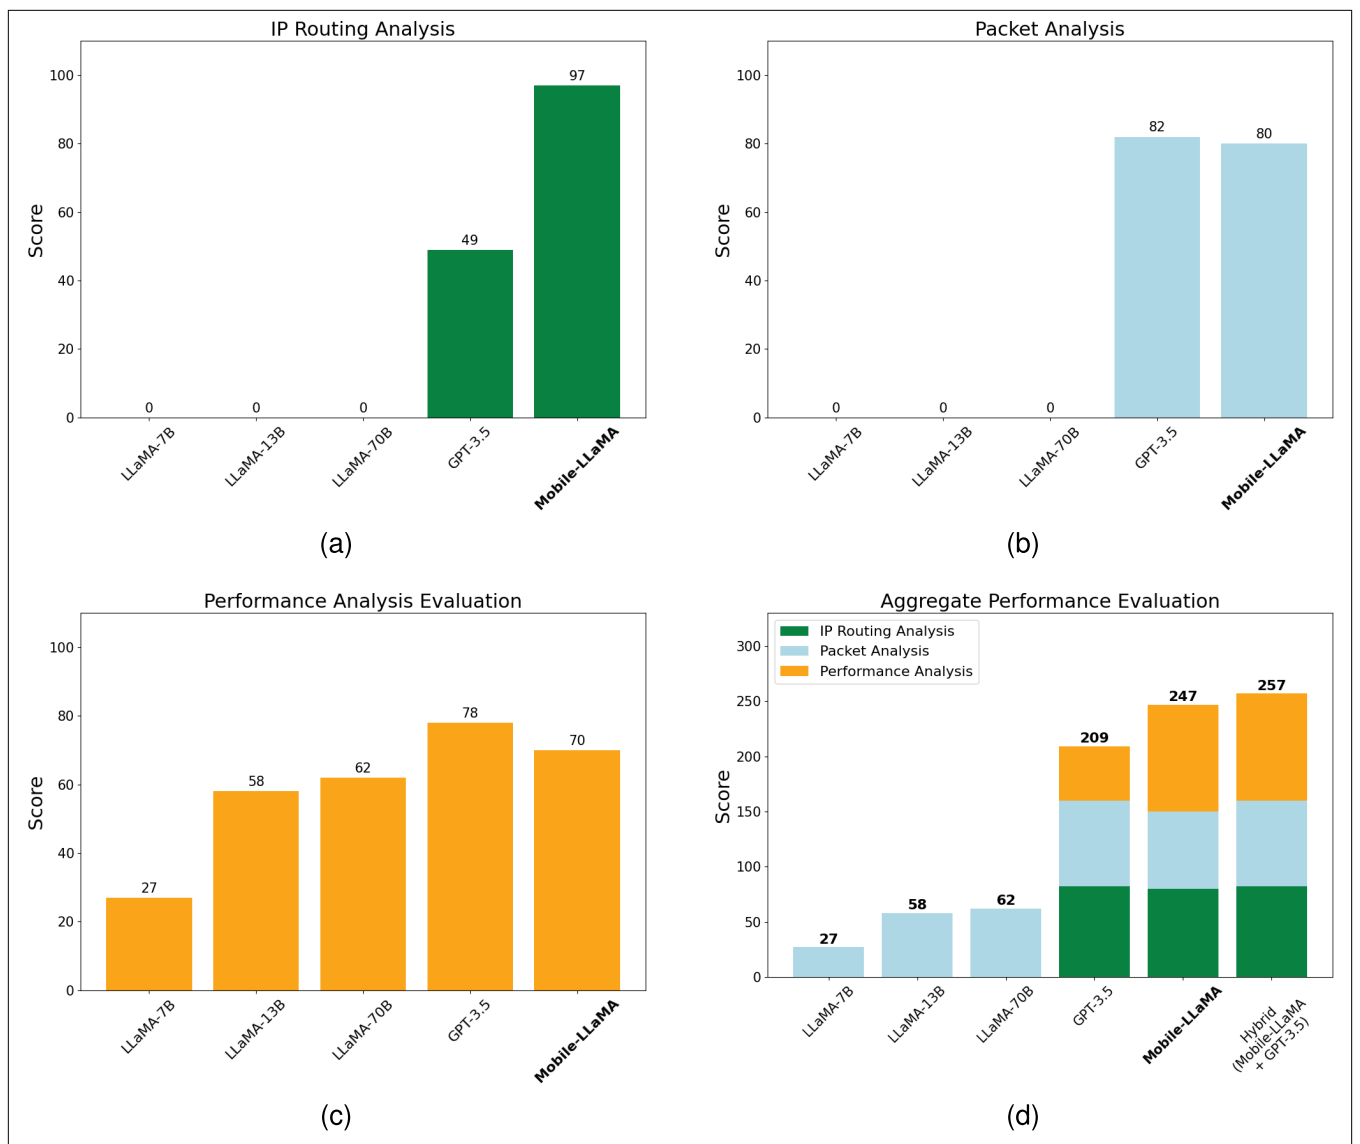 IP Routing Analysis
Score
100
80
60
40
20
0
0
0
0
49
97
LLaMA-7B
LLaMA-13B
LLaMA-70B
GPT-3.5
Mobile-LLaMA
(a)
Packet Analysis
Score
100
80
60
40
20
0
0
0
0
82
80
LLaMA-7B
LLaMA-13B
LLaMA-70B
GPT-3.5
Mobile-LLaMA
(b)
Performance Analysis Evaluation
Score
100
80
60
40
20
0
27
58
62
78
70
LLaMA-7B
LLaMA-13B
LLaMA-70B
GPT-3.5
Mobile-LLaMA
(c)
Aggregate Performance Evaluation
IP Routing Analysis
Packet Analysis
Performance Analysis
Score
300
250
200
150
100
50
0
27
58
62
209
247
257
LLaMA-7B
LLaMA-13B
LLaMA-70B
GPT-3.5
Mobile-LLaMA
Hybrid
(Mobile-LLaMA
+ GPT-3.5)
(d)